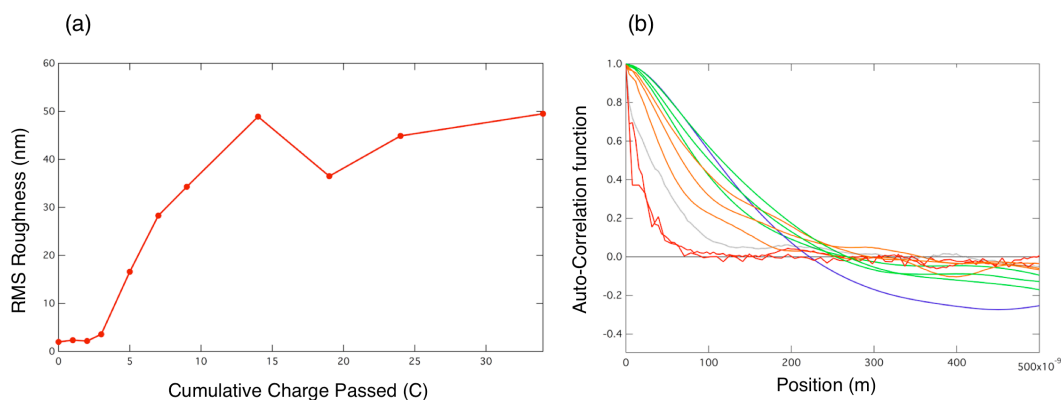 (a)
60
50
40
30
20
10
0
RMS Roughness (nm)
0 5 10 15 20 25 30
Cumulative Charge Passed (C)
(b)
1.0
0.8
0.6
0.4
0.2
0.0
-0.2
-0.4
Auto-Correlation function
0 100 200 300 400 500x10-9
Position (m)